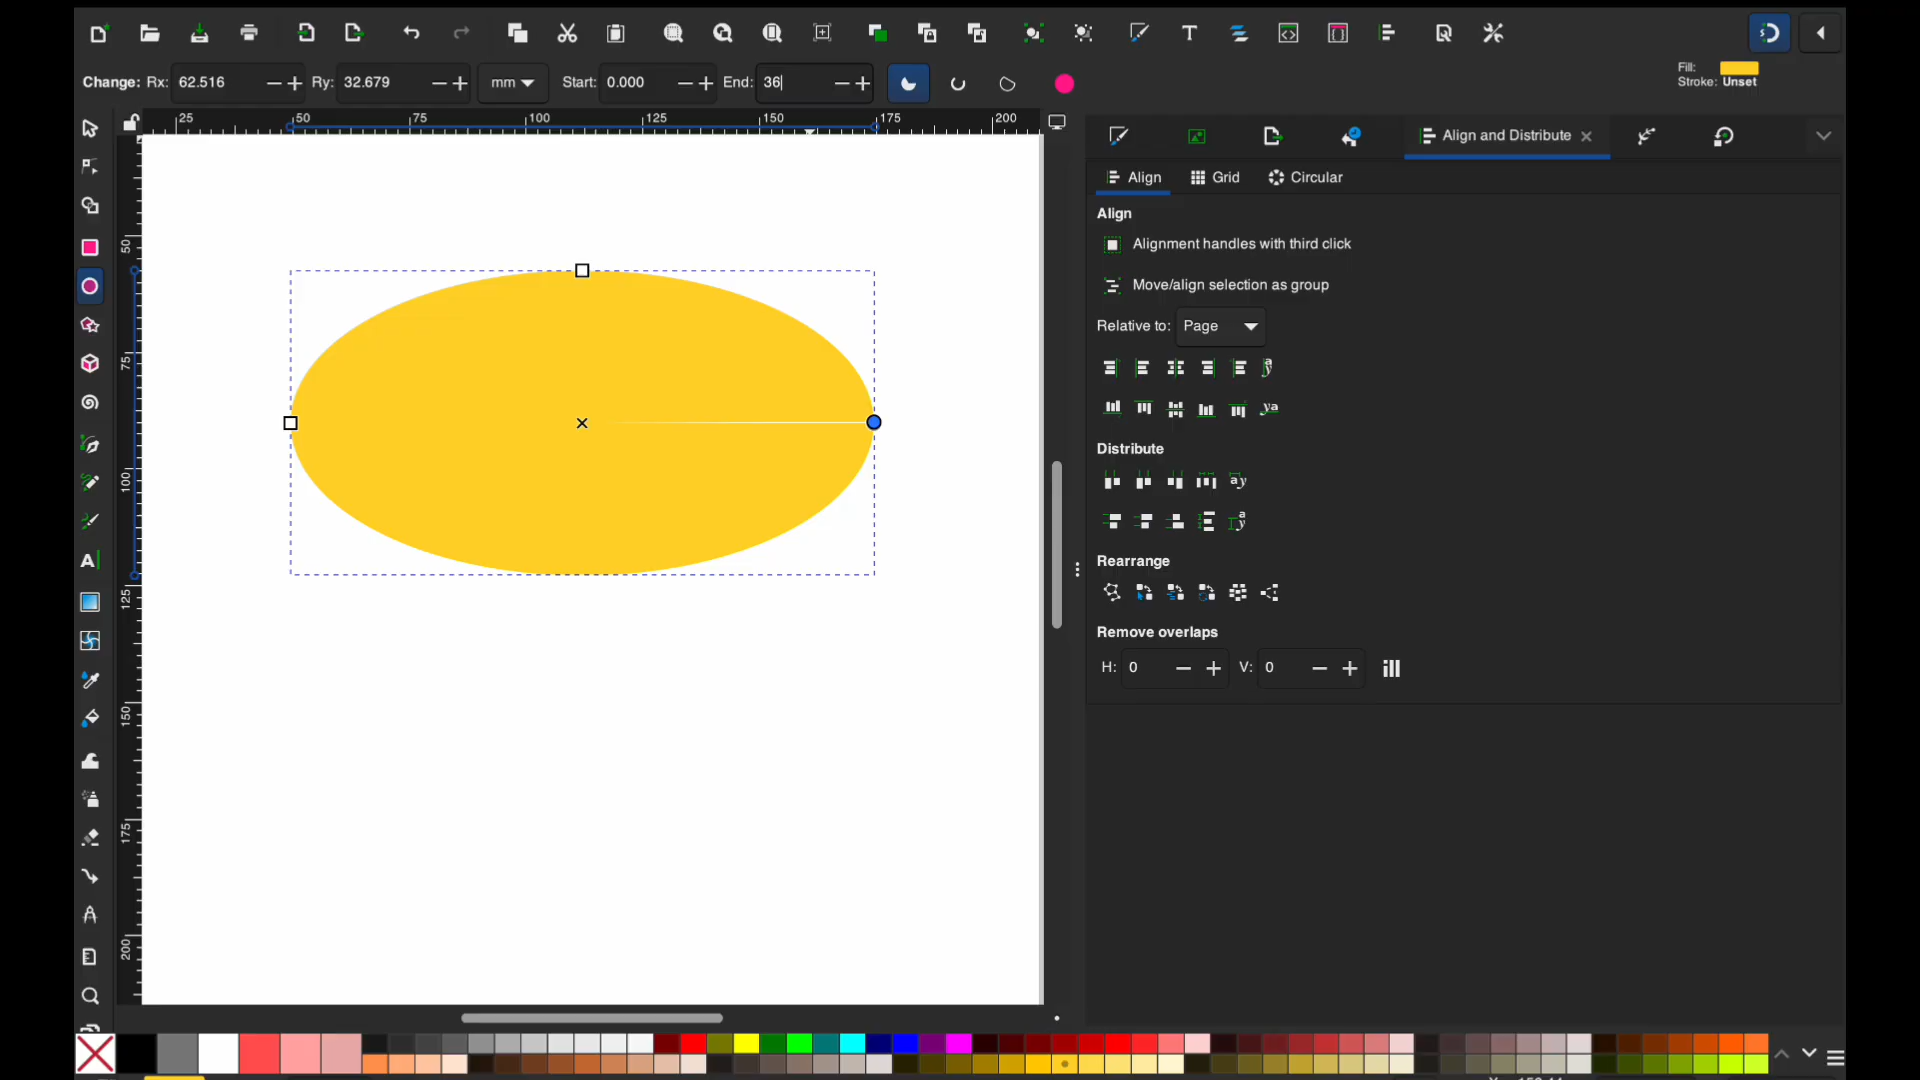 Change: Rx: 62.516 Ry: 32.679 mm Start: 0.000 End: 36
Fill:
Stroke: Unset
25 50 75 100 125 150 175 200
50
75
100
125
150
175
200
Align and Distribute
Align Grid Circular
Align
Alignment handles with third click
Move/align selection as group
Relative to: Page
Distribute
Rearrange
Remove overlaps
H: 0 V: 0